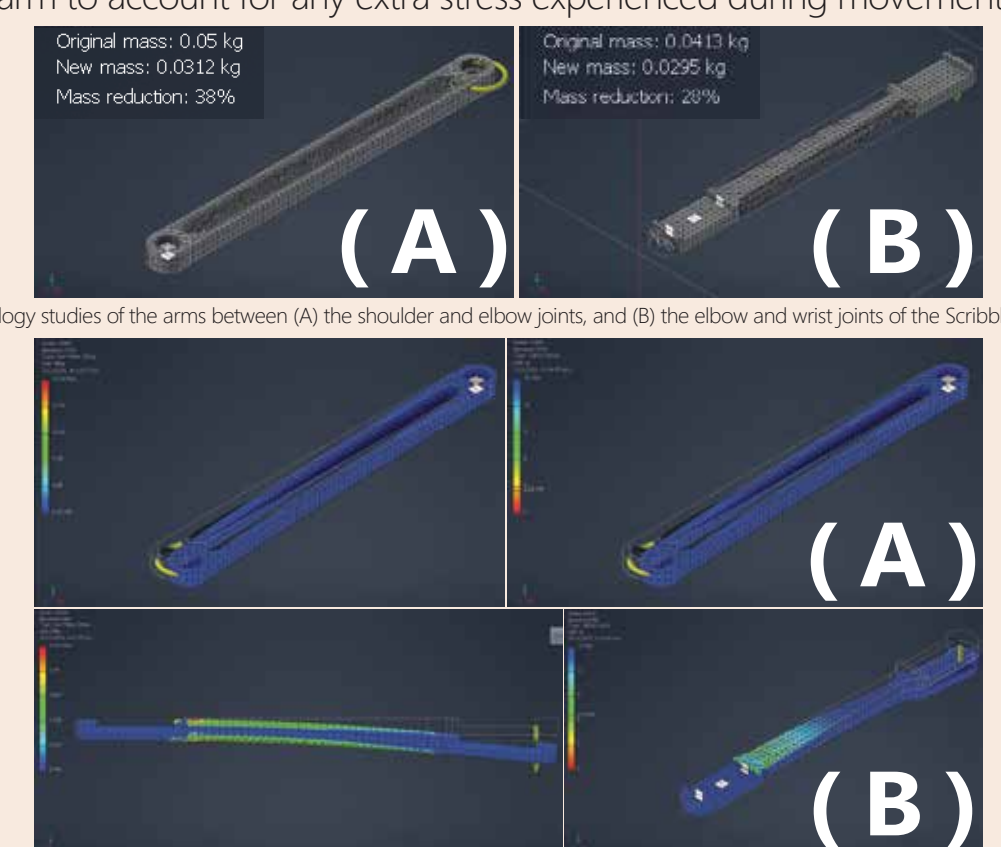 arm to account for any extra stress experienced during movement
Original mass: 0.05 kg
New mass: 0.0312 kg
Mass reduction: 38%
(A)
Original mass: 0.0413 kg
New mass: 0.0295 kg
Mass reduction: 28%
(B)
logy studies of the arms between (A) the shoulder and elbow joints, and (B) the elbow and wrist joints of the Scribbl
(A)
(B)